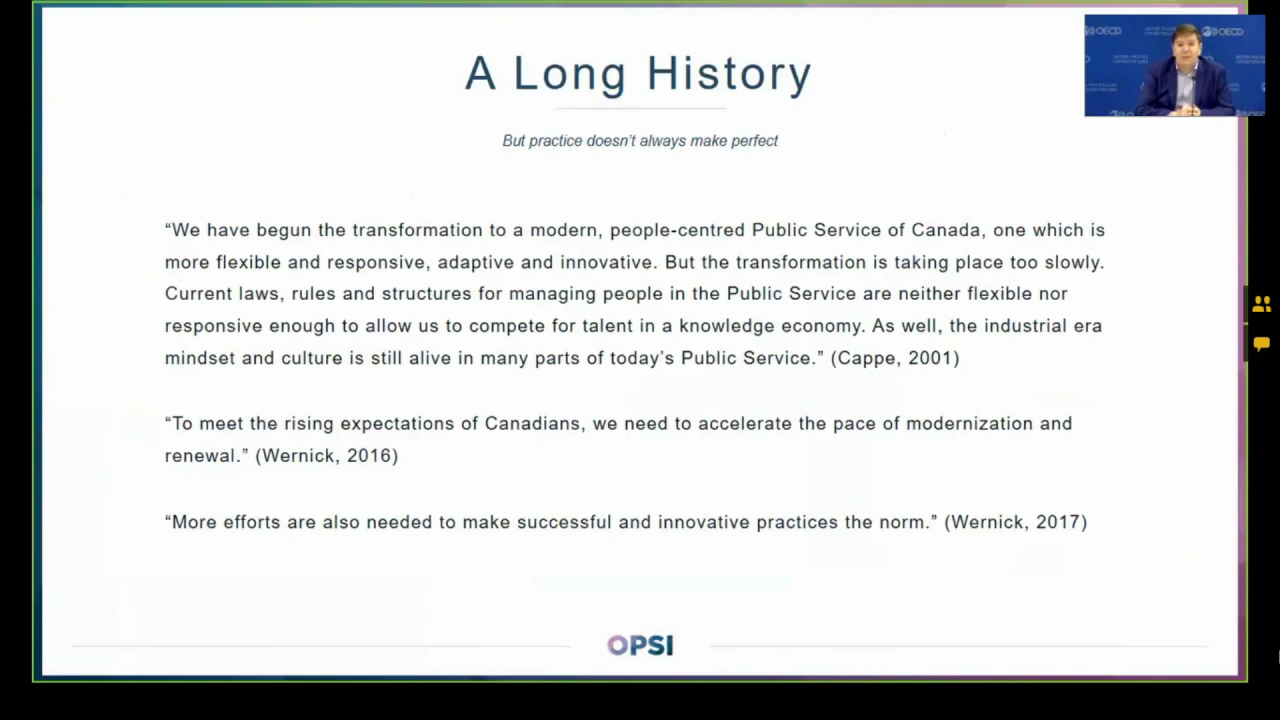 A Long History
But practice doesn't always make perfect
“We have begun the transformation to a modern, people-centred Public Service of Canada, one which is
more flexible and responsive, adaptive and innovative. But the transformation is taking place too slowly.
Current laws, rules and structures for managing people in the Public Service are neither flexible nor
responsive enough to allow us to compete for talent in a knowledge economy. As well, the industrial era
mindset and culture is still alive in many parts of today’s Public Service.” (Cappe, 2001)
“To meet the rising expectations of Canadians, we need to accelerate the pace of modernization and
renewal.” (Wernick, 2016)
“More efforts are also needed to make successful and innovative practices the norm.” (Wernick, 2017)
OPSI
OECD
OECD